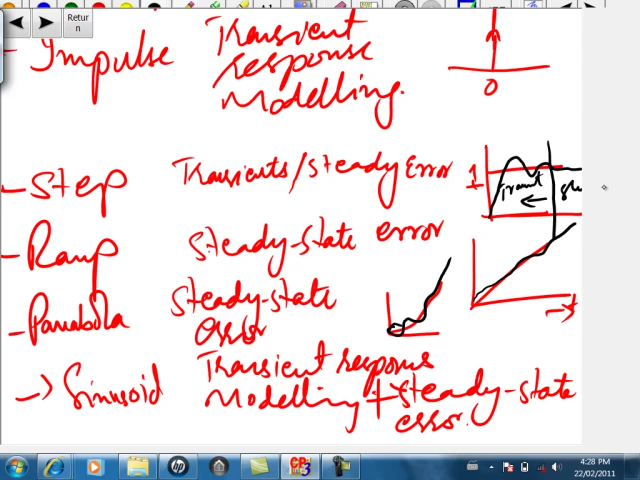 Return
- Impulse Transient response Modelling.
0
- Step Transients/steady Error
1
Transit
- Ramp Steady-state error
- Parabola Steady-state error
t
→ Sinusoid Transient response Modelling + steady-state error.
4:28 PM
22/02/2011